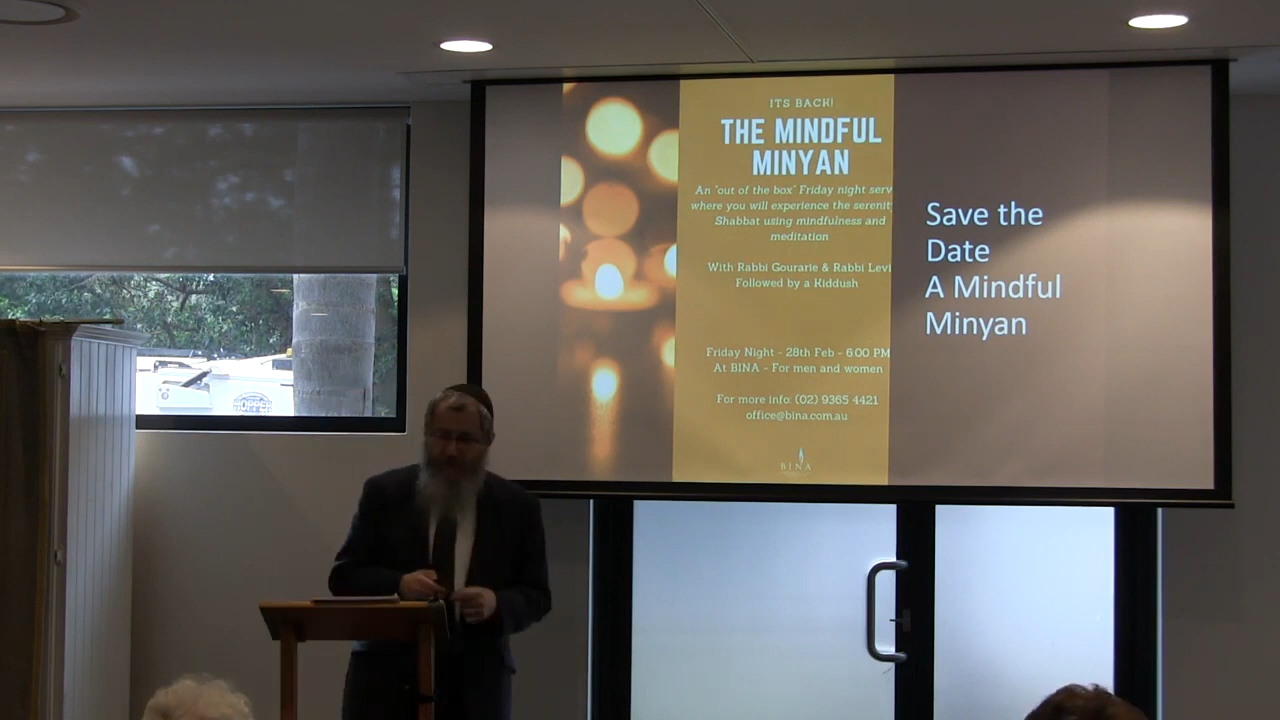 ITS BACK!
THE MINDFUL
MINYAN
An "out of the box" Friday night serv
where you will experience the serenity
Shabbat using mindfulness and
meditation
With Rabbi Gourarie & Rabbi Levi
Followed by a Kiddush
Friday Night - 28th Feb - 6:00 PM
At BINA - For men and women
For more info: (02) 9365 4421
office@bina.com.au
BINA
Save the
Date
A Mindful
Minyan